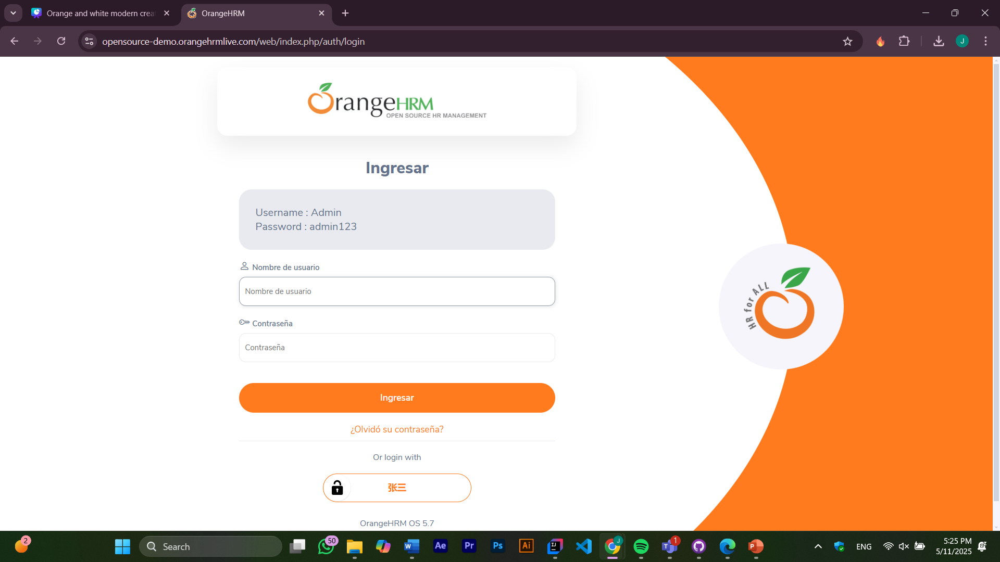 Orange and white modern crea
OrangeHRM
opensource-demo.orangehrmlive.com/web/index.php/auth/login
J
OrangeHRM
OPEN SOURCE HR MANAGEMENT
Ingresar
Username : Admin
Password : admin123
Nombre de usuario
Nombre de usuario
Contraseña
Contraseña
Ingresar
¿Olvidó su contraseña?
Or login with
张三
OrangeHRM OS 5.7
HR for ALL
2
Search
50
W
Ae
Pr
Ps
Ai
IJ
J
T
1
P
ENG
5:25 PM
5/11/2025